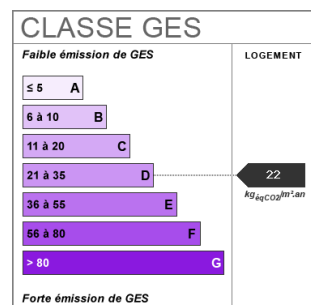 CLASSE GES
Faible émission de GES
LOGEMENT
≤ 5 A
6 à 10 B
11 à 20 C
21 à 35 D
22
kgéqCO2/m².an
36 à 55 E
56 à 80 F
> 80 G
Forte émission de GES